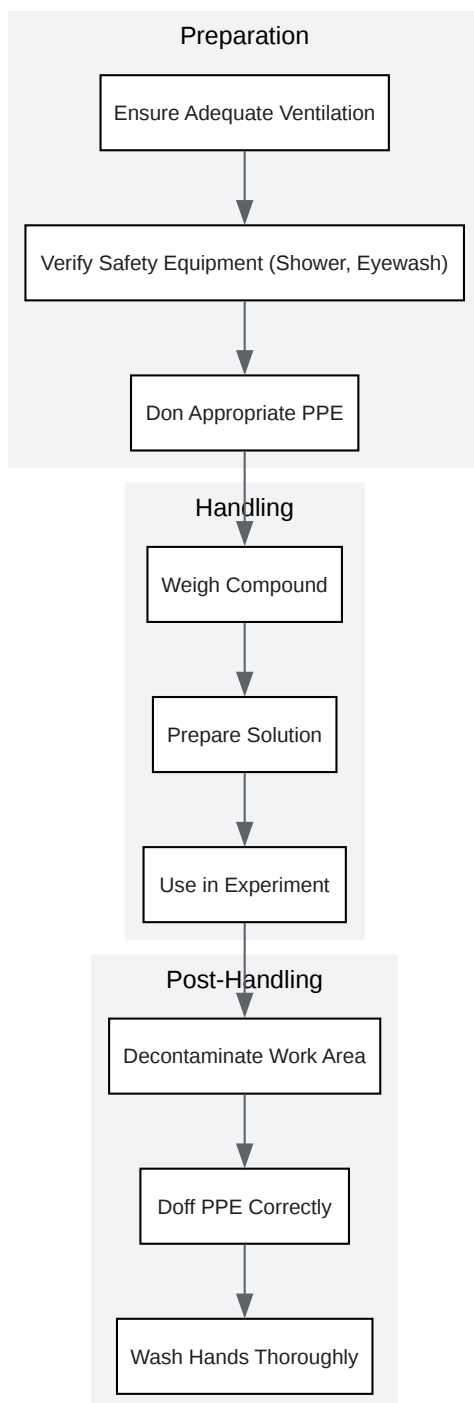 Preparation
Ensure Adequate Ventilation
Verify Safety Equipment (Shower, Eyewash)
Don Appropriate PPE
Handling
Weigh Compound
Prepare Solution
Use in Experiment
Post-Handling
Decontaminate Work Area
Doff PPE Correctly
Wash Hands Thoroughly